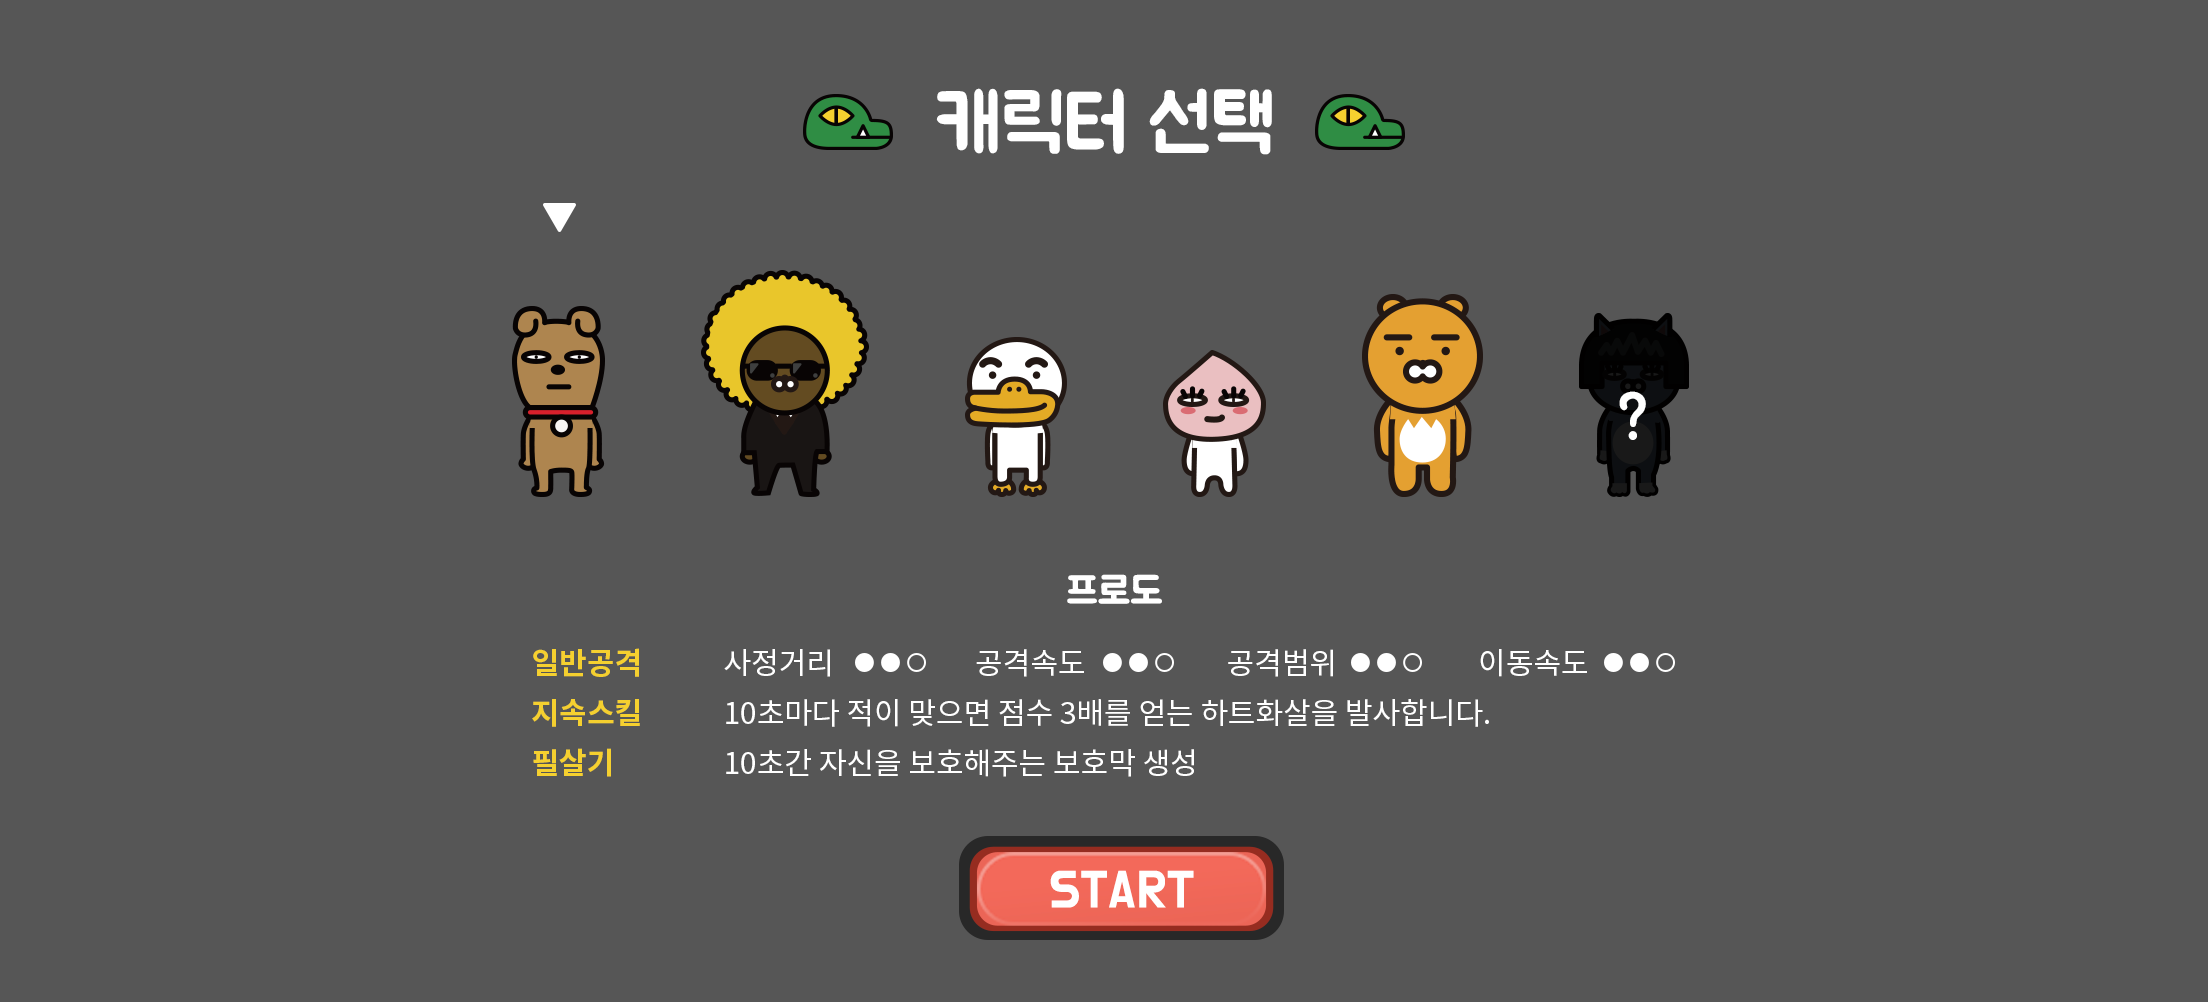 캐릭터 선택
?
프로도
일반공격 사정거리 ●●○ 공격속도 ●●○ 공격범위 ●●○ 이동속도 ●●○
지속스킬 10초마다 적이 맞으면 점수 3배를 얻는 하트화살을 발사합니다.
필살기 10초간 자신을 보호해주는 보호막 생성
START